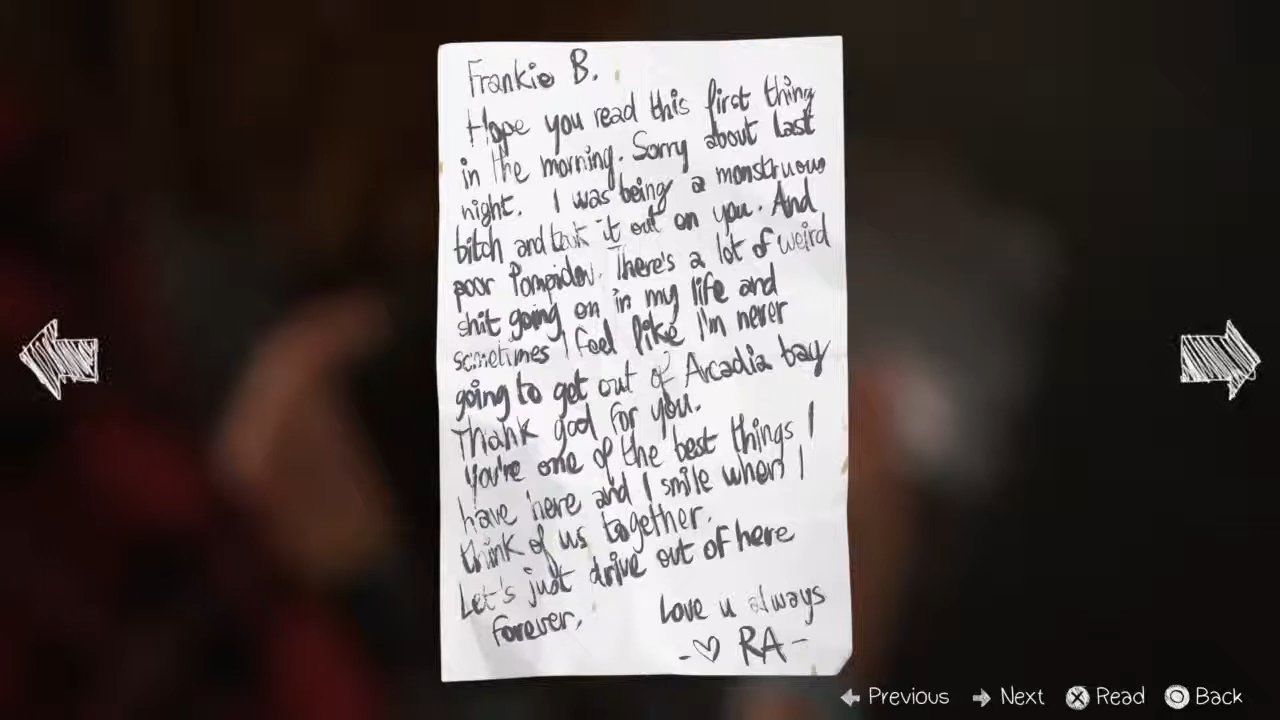 Frankie B.
Hope you read this first thing
in the morning. Sorry about last
night. I was being a monstruous
bitch and took it out on you. And
poor Pompidou. There's a lot of weird
shit going on in my life and
sometimes I feel like I'm never
going to get out of Arcadia bay
Thank god for you.
You're one of the best things I
have here and I smile when I
think of us together.
Let's just drive out of here
forever.
Love u always
-♡ RA-
Previous Next Read Back